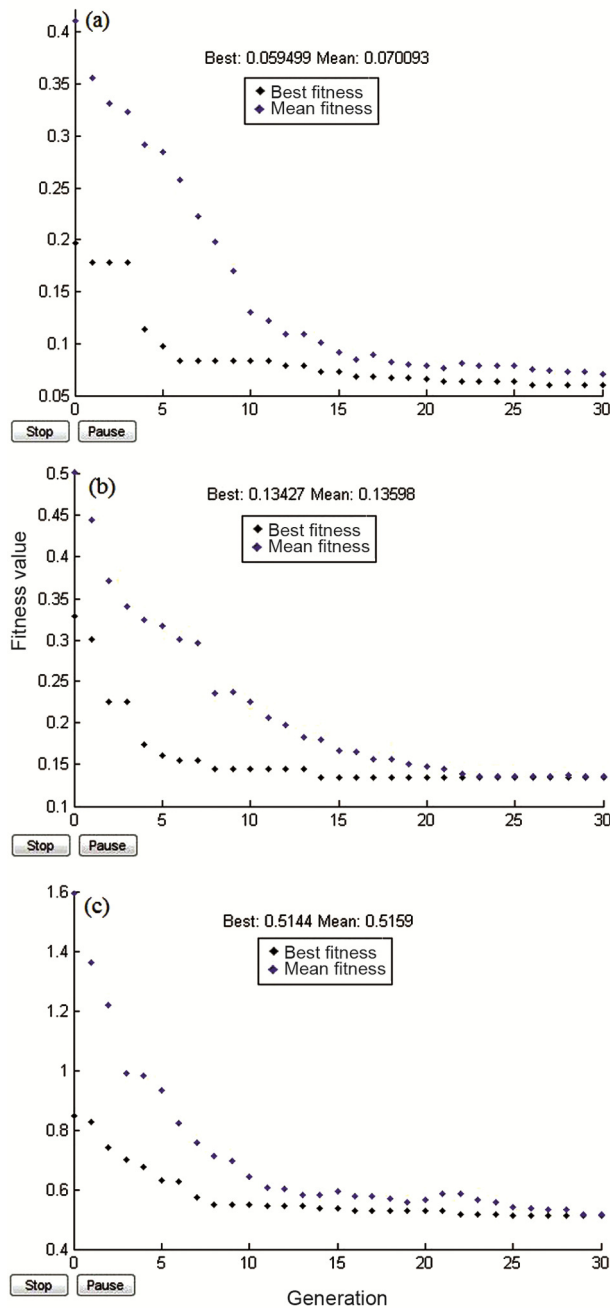 (a)
Best: 0.059499 Mean: 0.070093
Best fitness
Mean fitness
0.4
0.35
0.3
0.25
0.2
0.15
0.1
0.05
0 5 10 15 20 25 30
Stop Pause
(b)
Best: 0.13427 Mean: 0.13598
Best fitness
Mean fitness
Fitness value
0.5
0.45
0.4
0.35
0.3
0.25
0.2
0.15
0.1
5 10 15 20 25 30
Stop Pause
(c)
Best: 0.5144 Mean: 0.5159
Best fitness
Mean fitness
1.6
1.4
1.2
1
0.8
0.6
0.4
0 5 10 15 20 25 30
Stop Pause
Generation